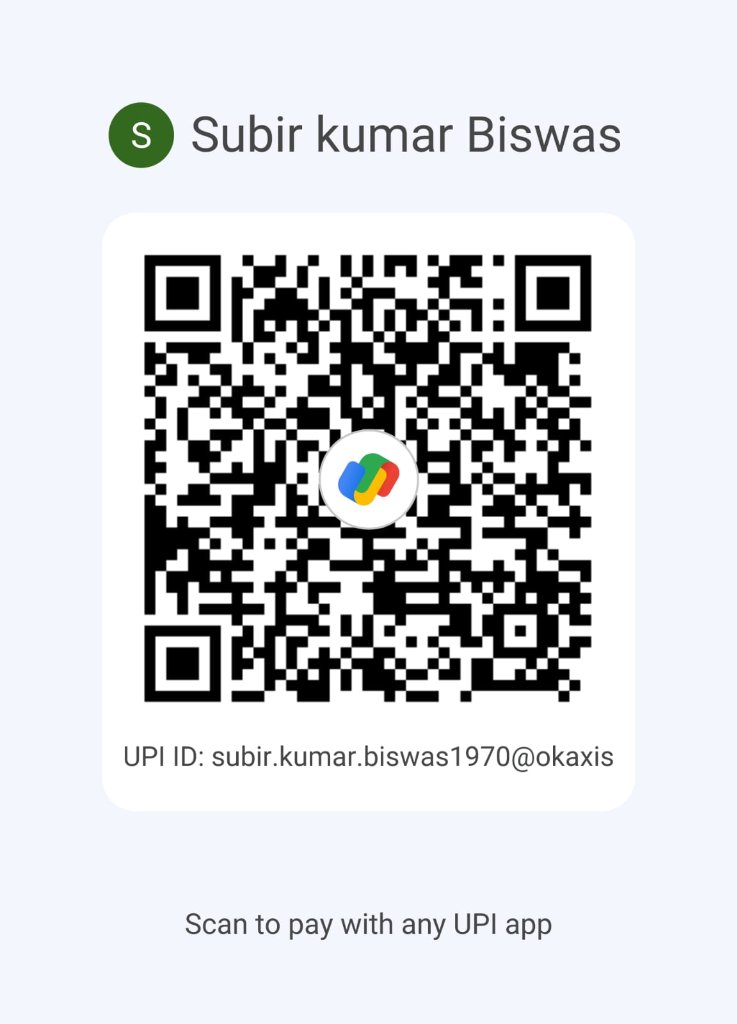 S Subir kumar Biswas
UPI ID: subir.kumar.biswas1970@okaxis
Scan to pay with any UPI app